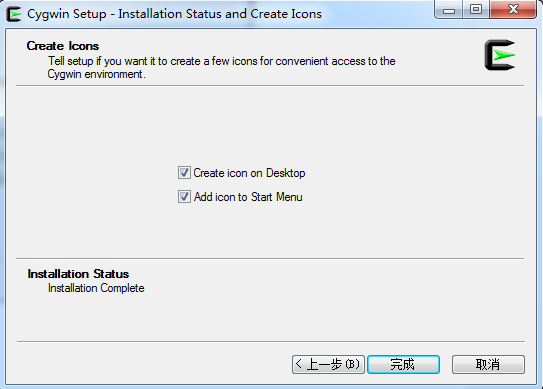 Cygwin Setup - Installation Status and Create Icons
Create Icons
Tell setup if you want it to create a few icons for convenient access to the
Cygwin environment.
Create icon on Desktop
Add icon to Start Menu
Installation Status
Installation Complete
< 上一步(B) 完成 取消